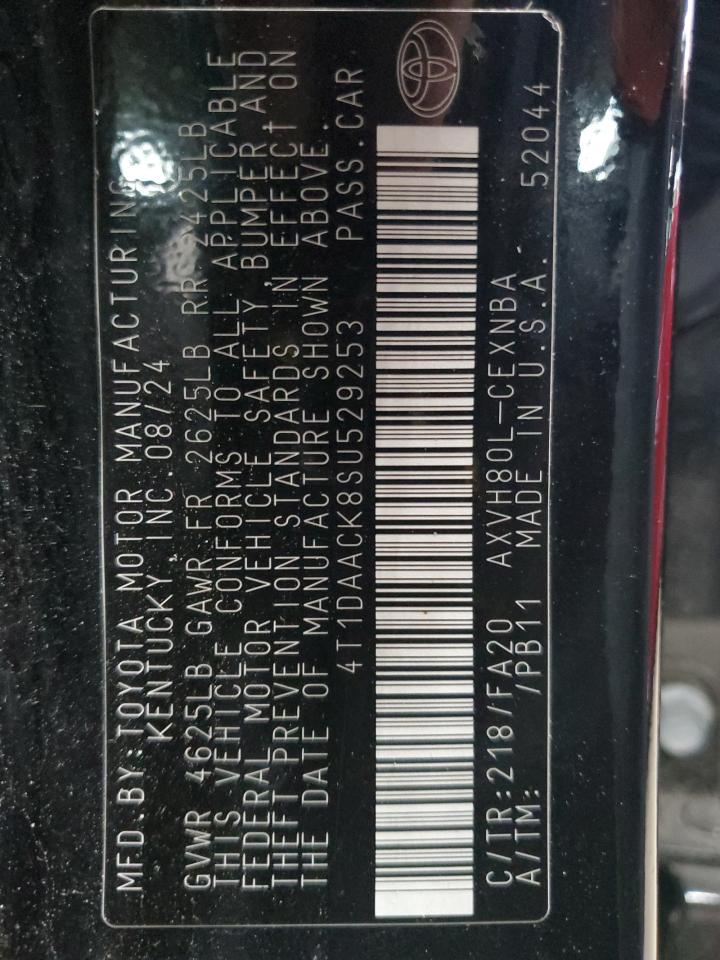 MFD.BY:TOYOTA MOTOR MANUFACTURING
KENTUCKY, INC.08/24
GVWR 4625LB GAWR FR 2625LB RR 2425LB
THIS VEHICLE CONFORMS TO ALL APPLICABLE
FEDERAL MOTOR VEHICLE SAFETY, BUMPER AND
THEFT PREVENTION STANDARDS IN EFFECT ON
THE DATE OF MANUFACTURE SHOWN ABOVE.
4T1DAACK8SU529253 PASS.CAR
C/TR:218/FA20 AXVH80L-CEXNBA
A/TM: /PB11 MADE IN U.S.A. 52044